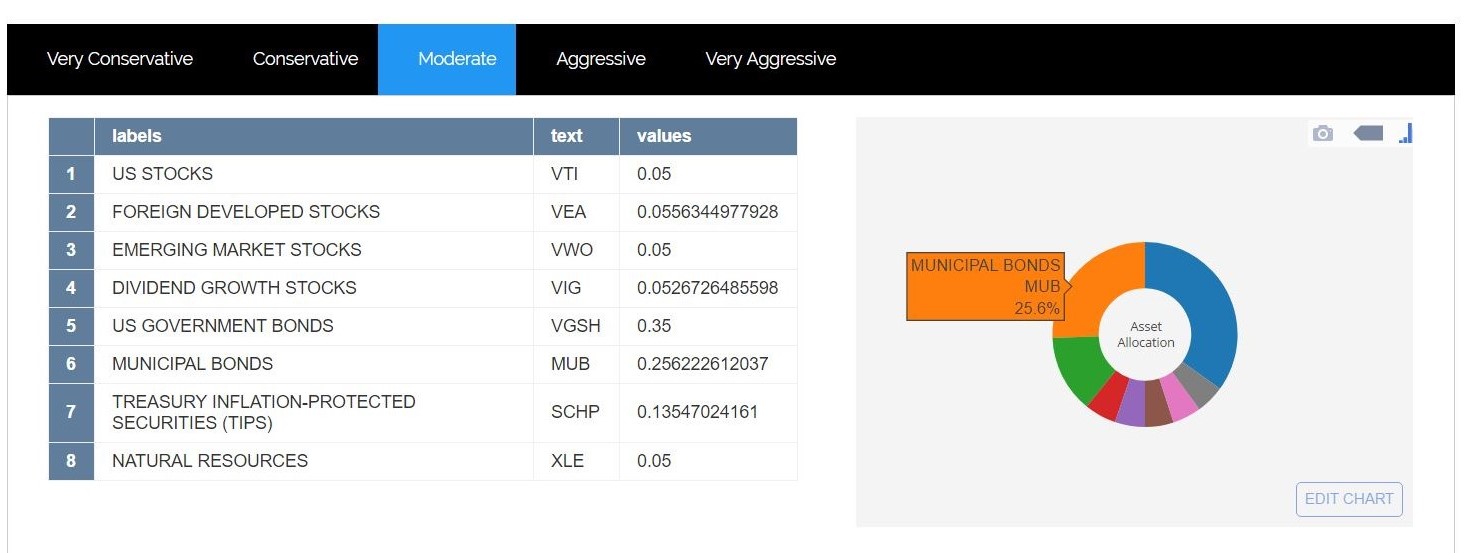 Very Conservative Conservative Moderate Aggressive Very Aggressive
labels text values
1 US STOCKS VTI 0.05
2 FOREIGN DEVELOPED STOCKS VEA 0.0556344977928
3 EMERGING MARKET STOCKS VWO 0.05
4 DIVIDEND GROWTH STOCKS VIG 0.0526726485598
5 US GOVERNMENT BONDS VGSH 0.35
6 MUNICIPAL BONDS MUB 0.256222612037
7 TREASURY INFLATION-PROTECTED
SECURITIES (TIPS) SCHP 0.13547024161
8 NATURAL RESOURCES XLE 0.05
MUNICIPAL BONDS
MUB
25.6%
Asset
Allocation
EDIT CHART